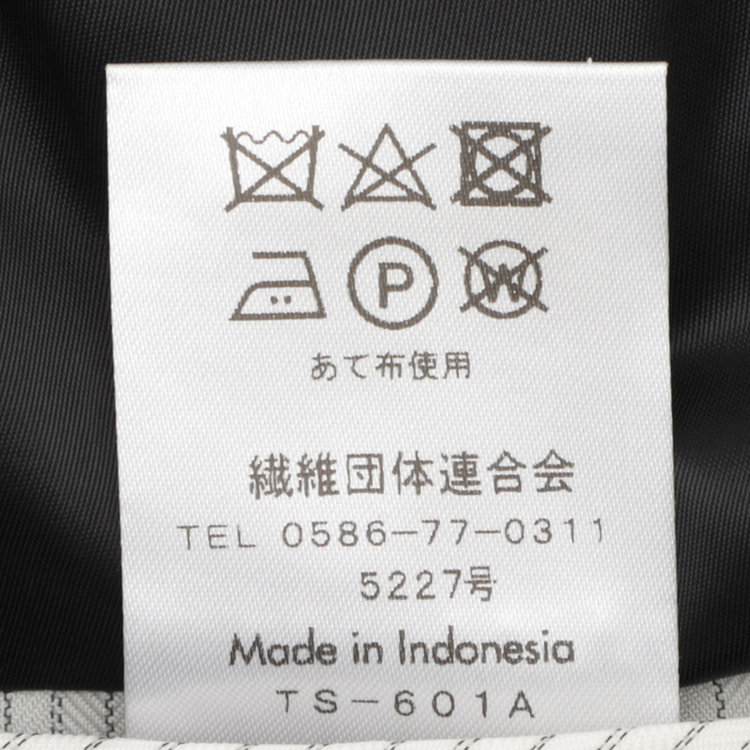 P W
あて布使用
繊維団体連合会
TEL 0586-77-0311
5227号
Made in Indonesia
TS-601A